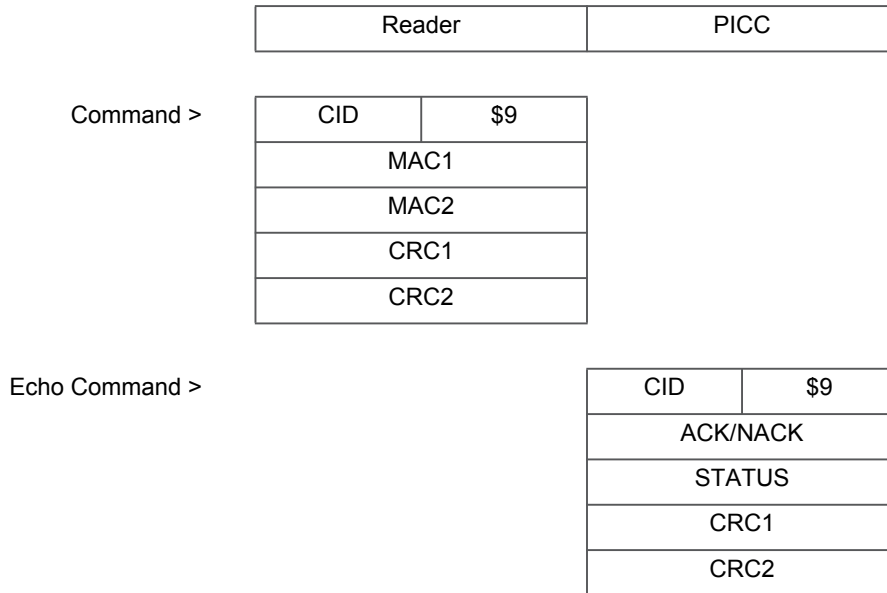 Reader PICC
Command > CID $9
MAC1
MAC2
CRC1
CRC2
Echo Command > CID $9
ACK/NACK
STATUS
CRC1
CRC2